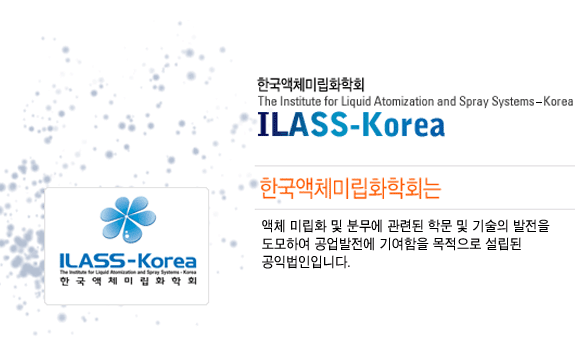 한국액체미립화학회
The Institute for Liquid Atomization and Spray Systems–Korea
ILASS-Korea
한국액체미립화학회는
액체 미립화 및 분무에 관련된 학문 및 기술의 발전을
도모하여 공업발전에 기여함을 목적으로 설립된
공익법인입니다.
ILASS-Korea
The Institute for Liquid Atomization and Spray Systems - Korea
한국액체미립화학회